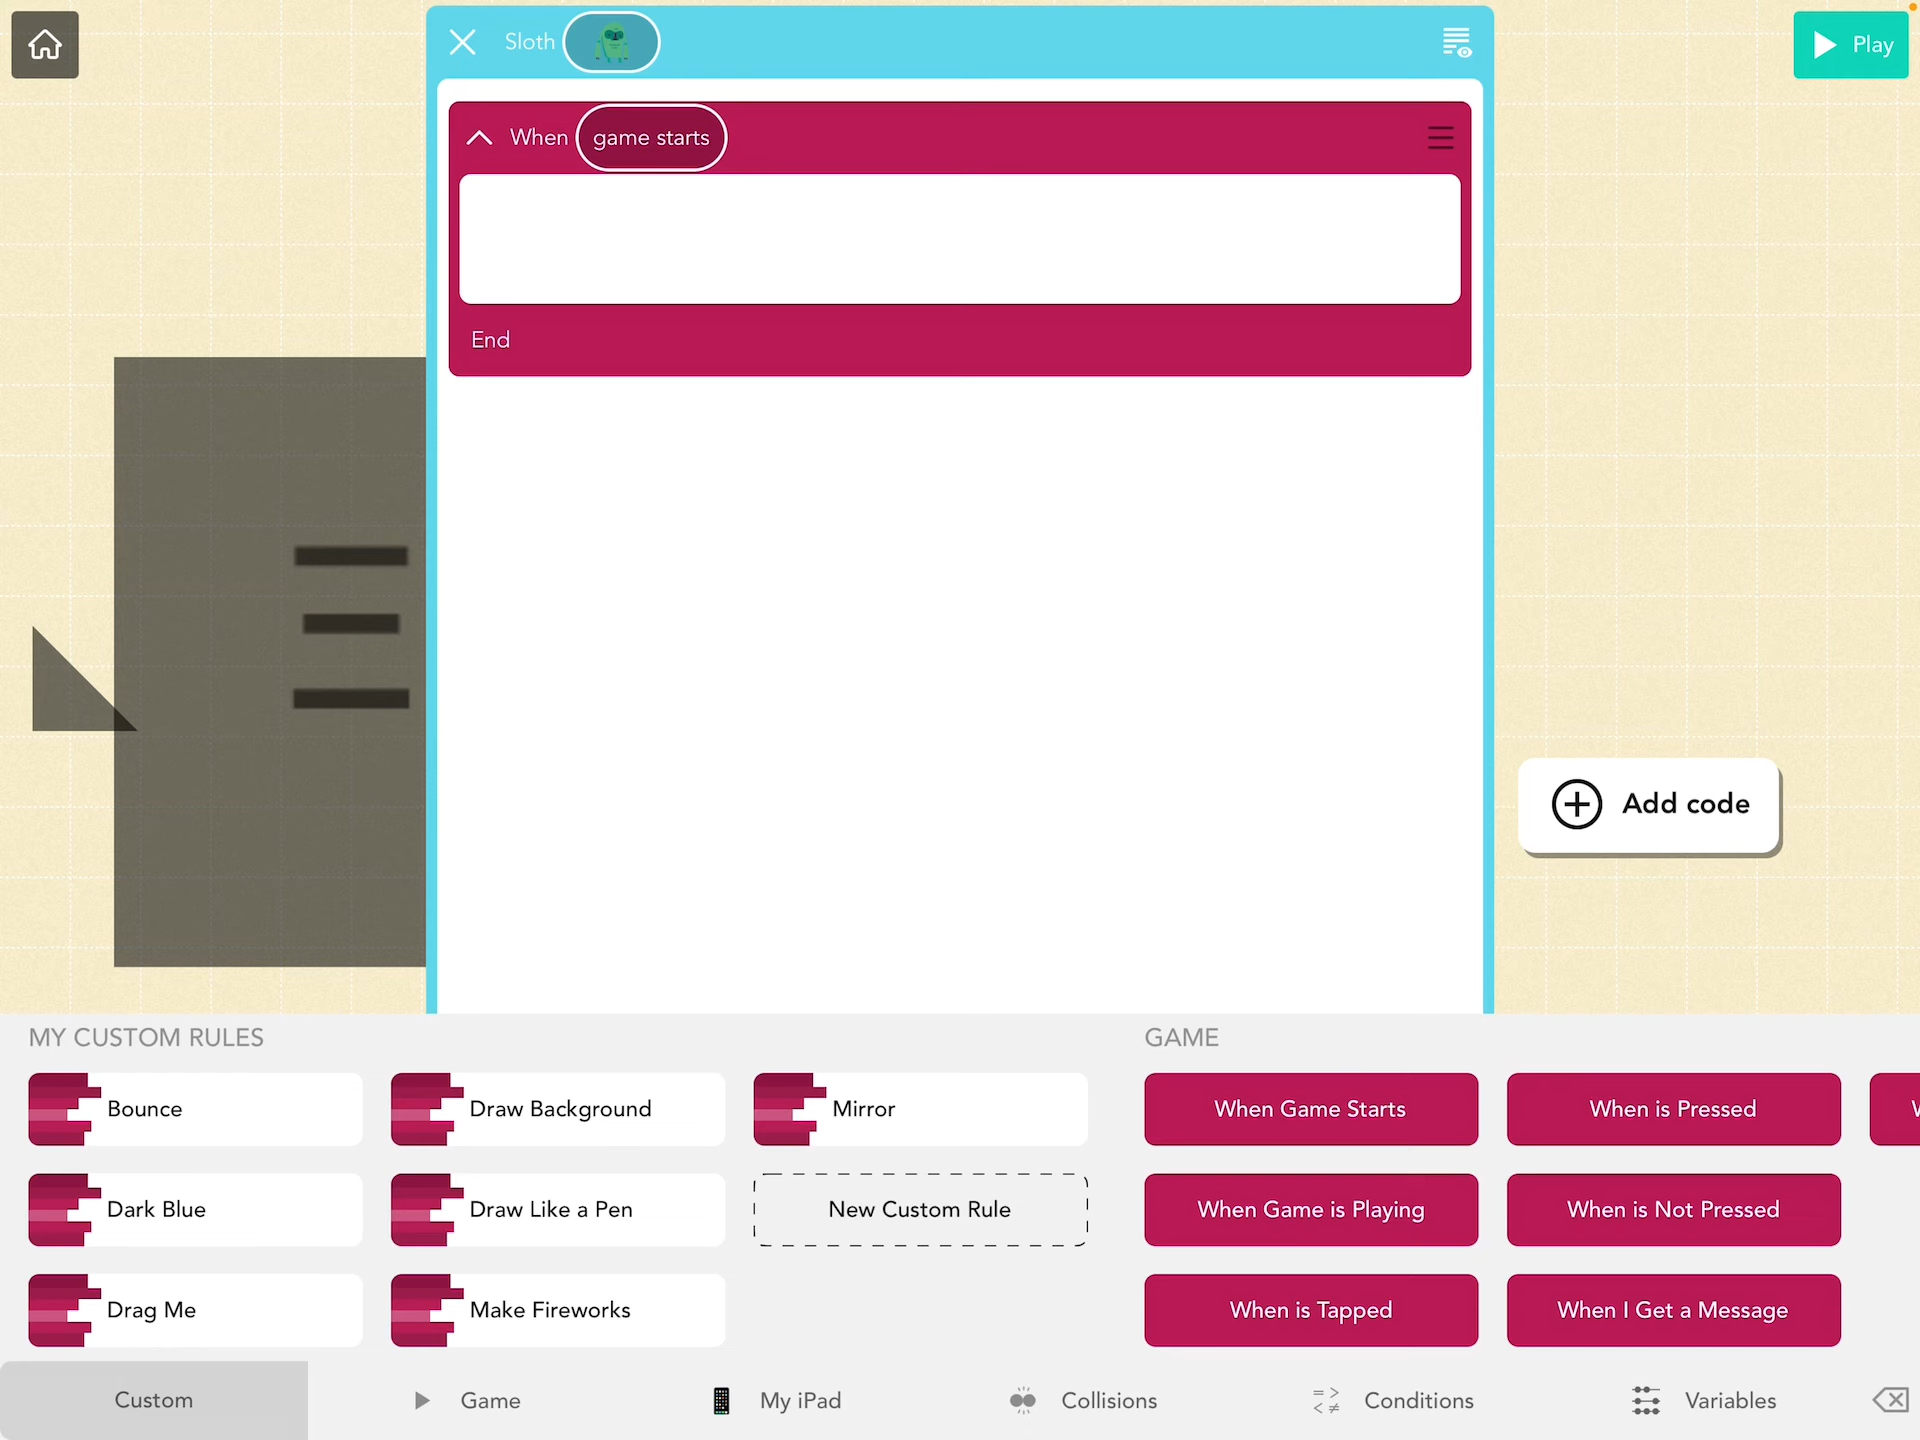 Sloth
Play
When game starts
End
Add code
MY CUSTOM RULES
GAME
Bounce
Draw Background
Mirror
When Game Starts
When is Pressed
Dark Blue
Draw Like a Pen
New Custom Rule
When Game is Playing
When is Not Pressed
Drag Me
Make Fireworks
When is Tapped
When I Get a Message
Custom
Game
My iPad
Collisions
Conditions
Variables